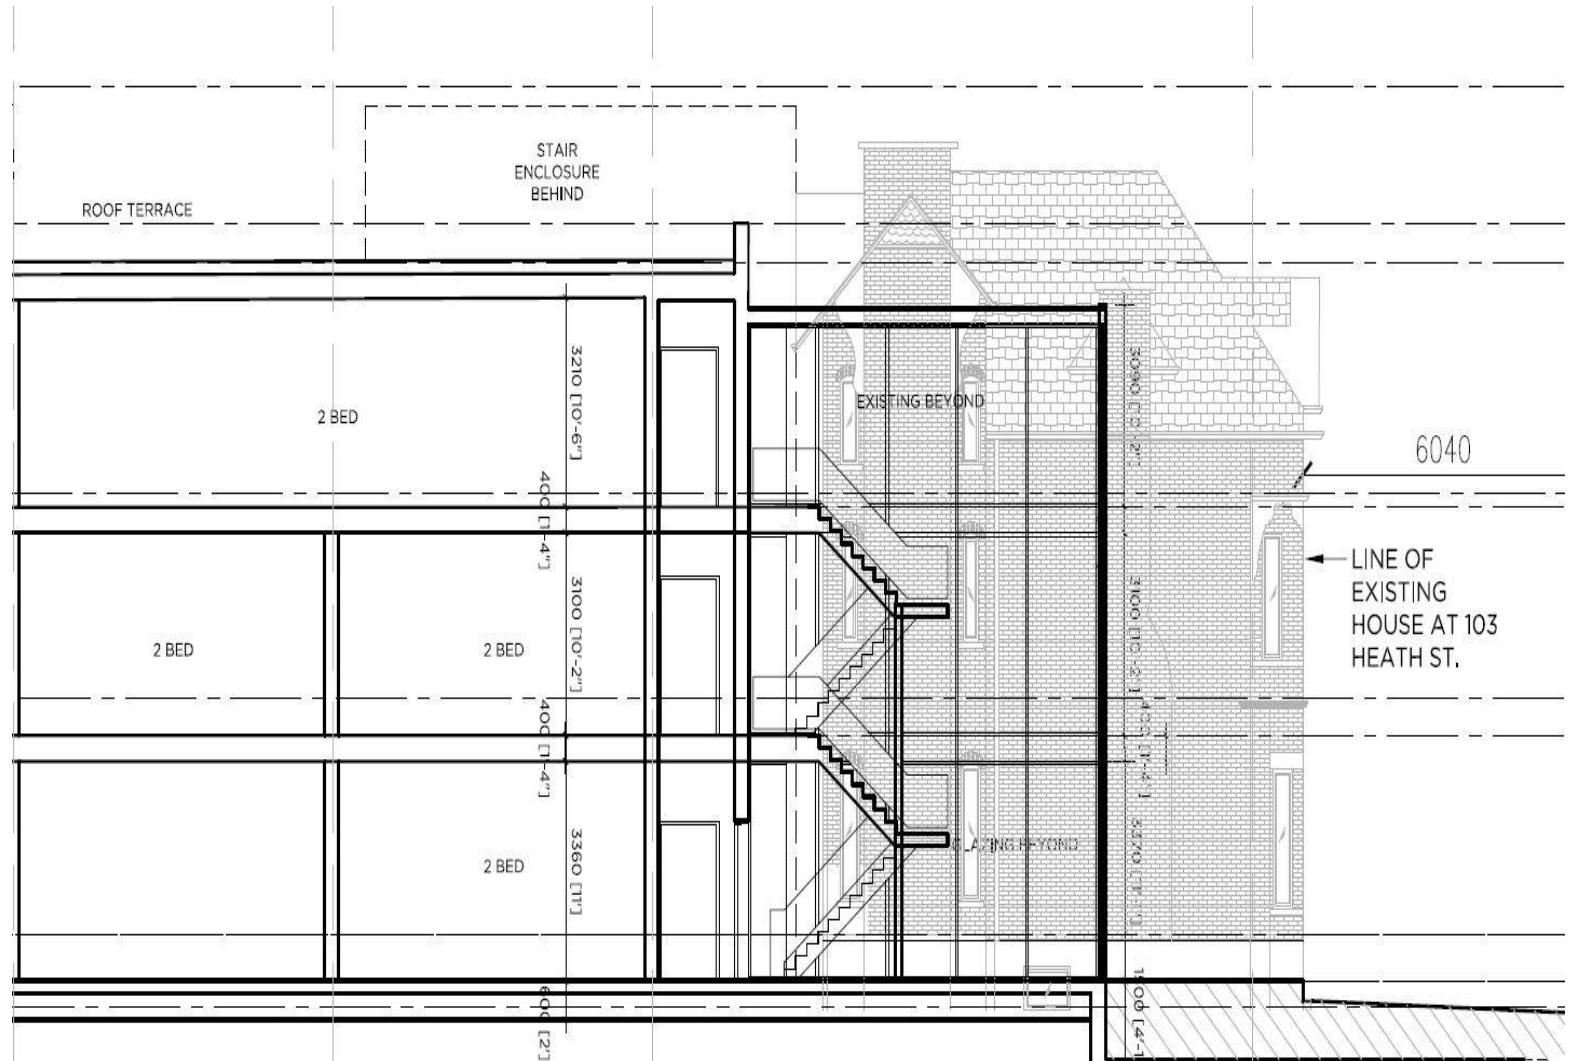 STAIR
ENCLOSURE
BEHIND
ROOF TERRACE
3210 [10'-6"]
2 BED
EXISTING BEYOND
6040
400 [1'-4"]
LINE OF
EXISTING
HOUSE AT 103
HEATH ST.
3100 [10'-2"]
2 BED
2 BED
400 [1'-4"]
3360 [11']
2 BED
GLAZING BEYOND
600 [2']